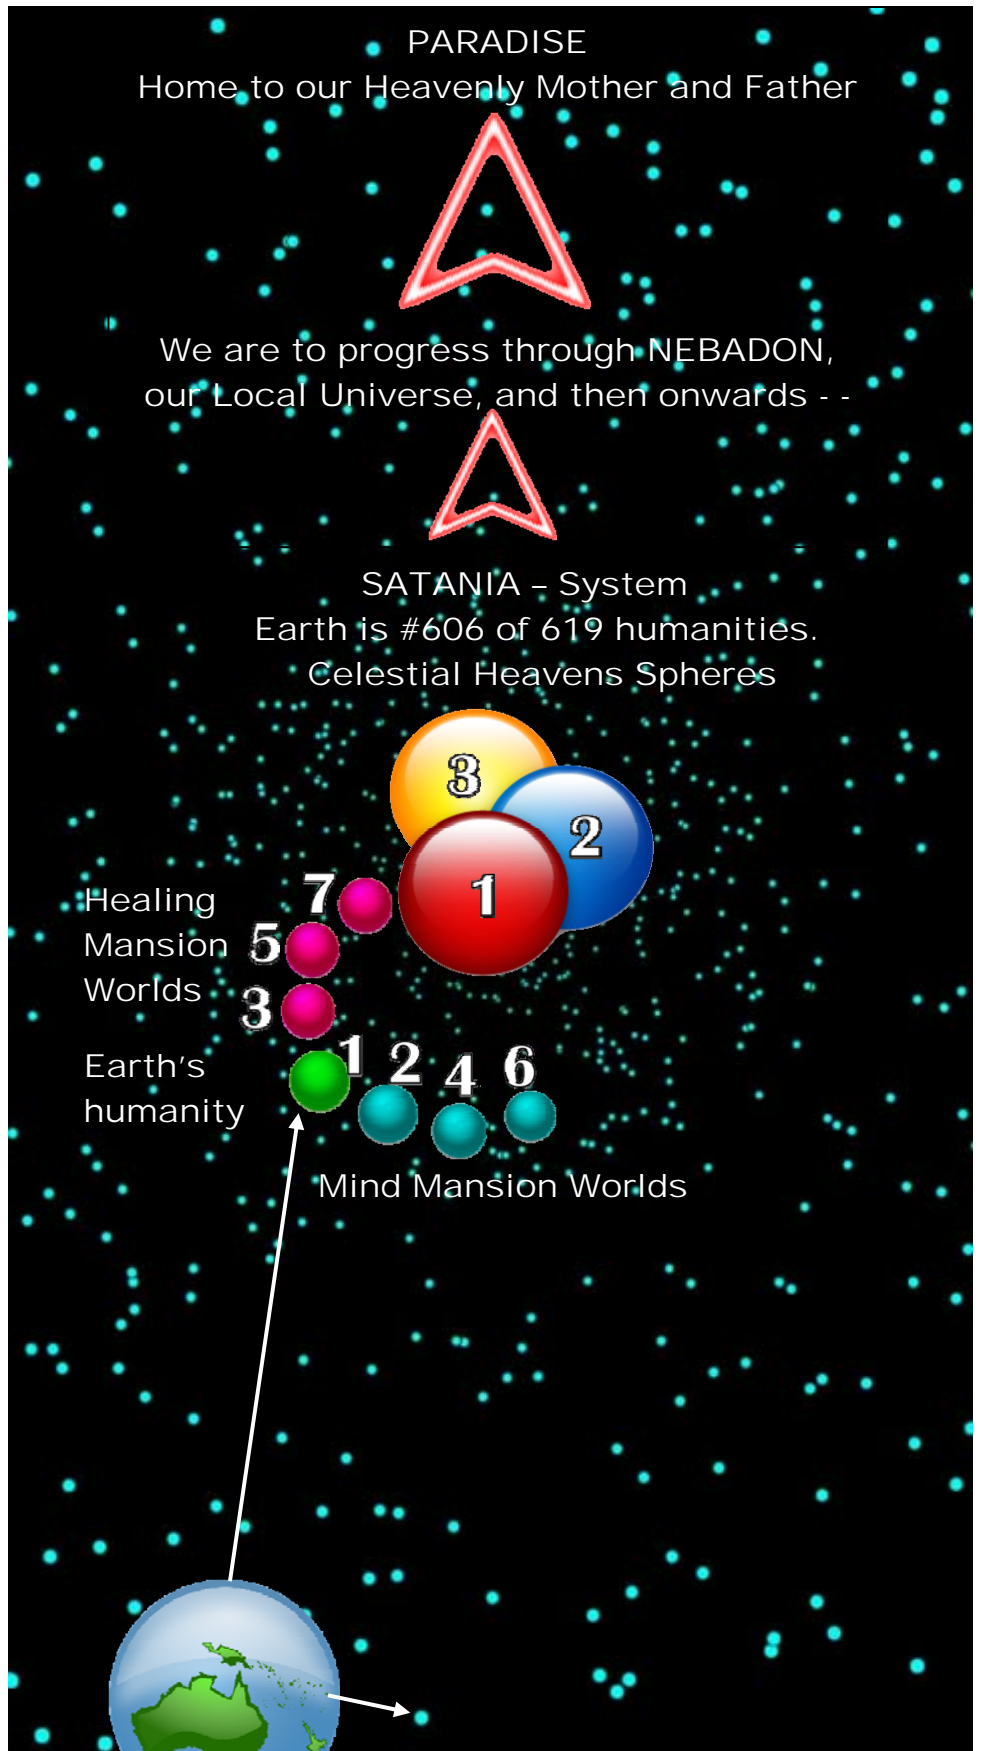 PARADISE
Home to our Heavenly Mother and Father
We are to progress through NEBADON,
our Local Universe, and then onwards - -
SATANIA – System
Earth is #606 of 619 humanities.
Celestial Heavens Spheres
3
2
1
Healing
Mansion
Worlds
7
5
3
Earth's
humanity
1
2
4
6
Mind Mansion Worlds